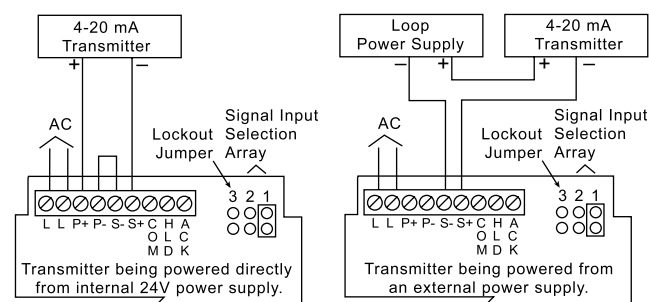 4-20 mA
Transmitter
+ –
AC
Signal Input
Selection
Array
Lockout
Jumper
3 2 1
L L P+ P- S- S+ C H A
O L C
M D K
Transmitter being powered directly
from internal 24V power supply.
Loop
Power Supply
– +
4-20 mA
Transmitter
+ –
AC
Signal Input
Selection
Array
Lockout
Jumper
3 2 1
L L P+ P- S- S+ C H A
O L C
M D K
Transmitter being powered from
an external power supply.